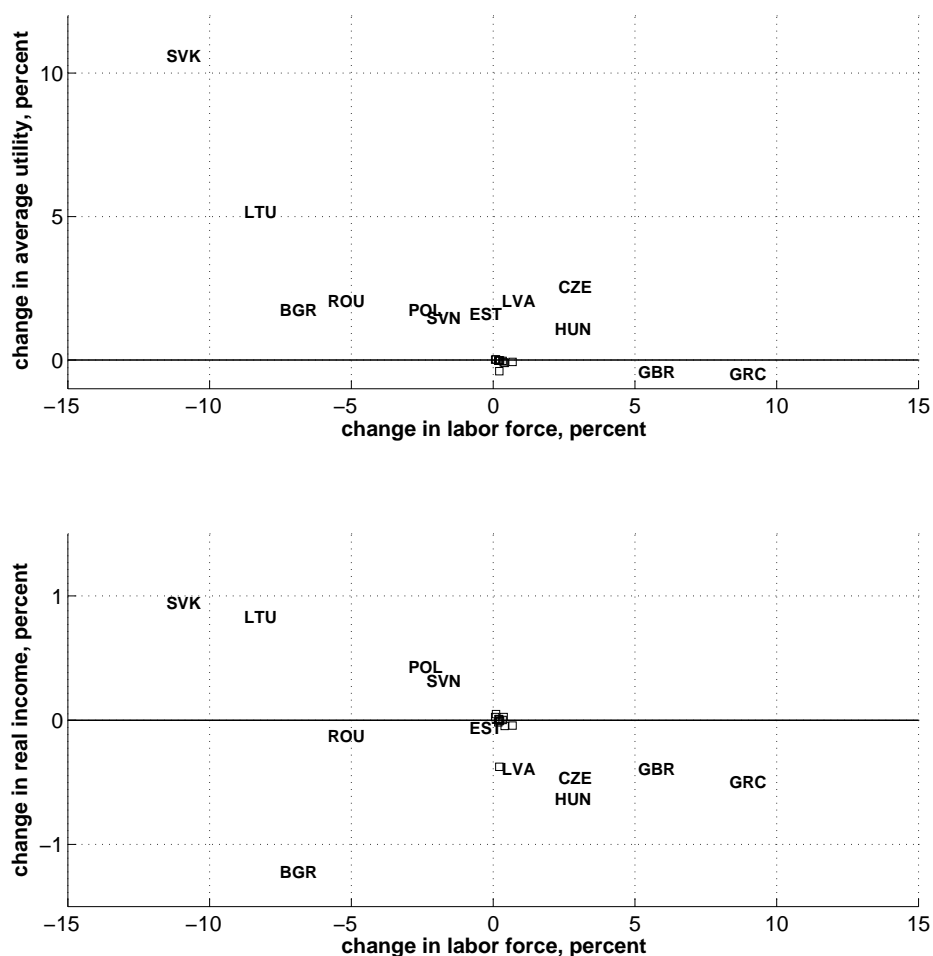 change in average utility, percent
10
5
0
SVK
LTU
BGR
ROU
POL
SVN
EST
LVA
CZE
HUN
GBR
GRC
−15 −10 −5 0 5 10 15
change in labor force, percent
change in real income, percent
1
0
−1
SVK
LTU
POL
SVN
EST
ROU
LVA
CZE
HUN
GBR
GRC
BGR
−15 −10 −5 0 5 10 15
change in labor force, percent